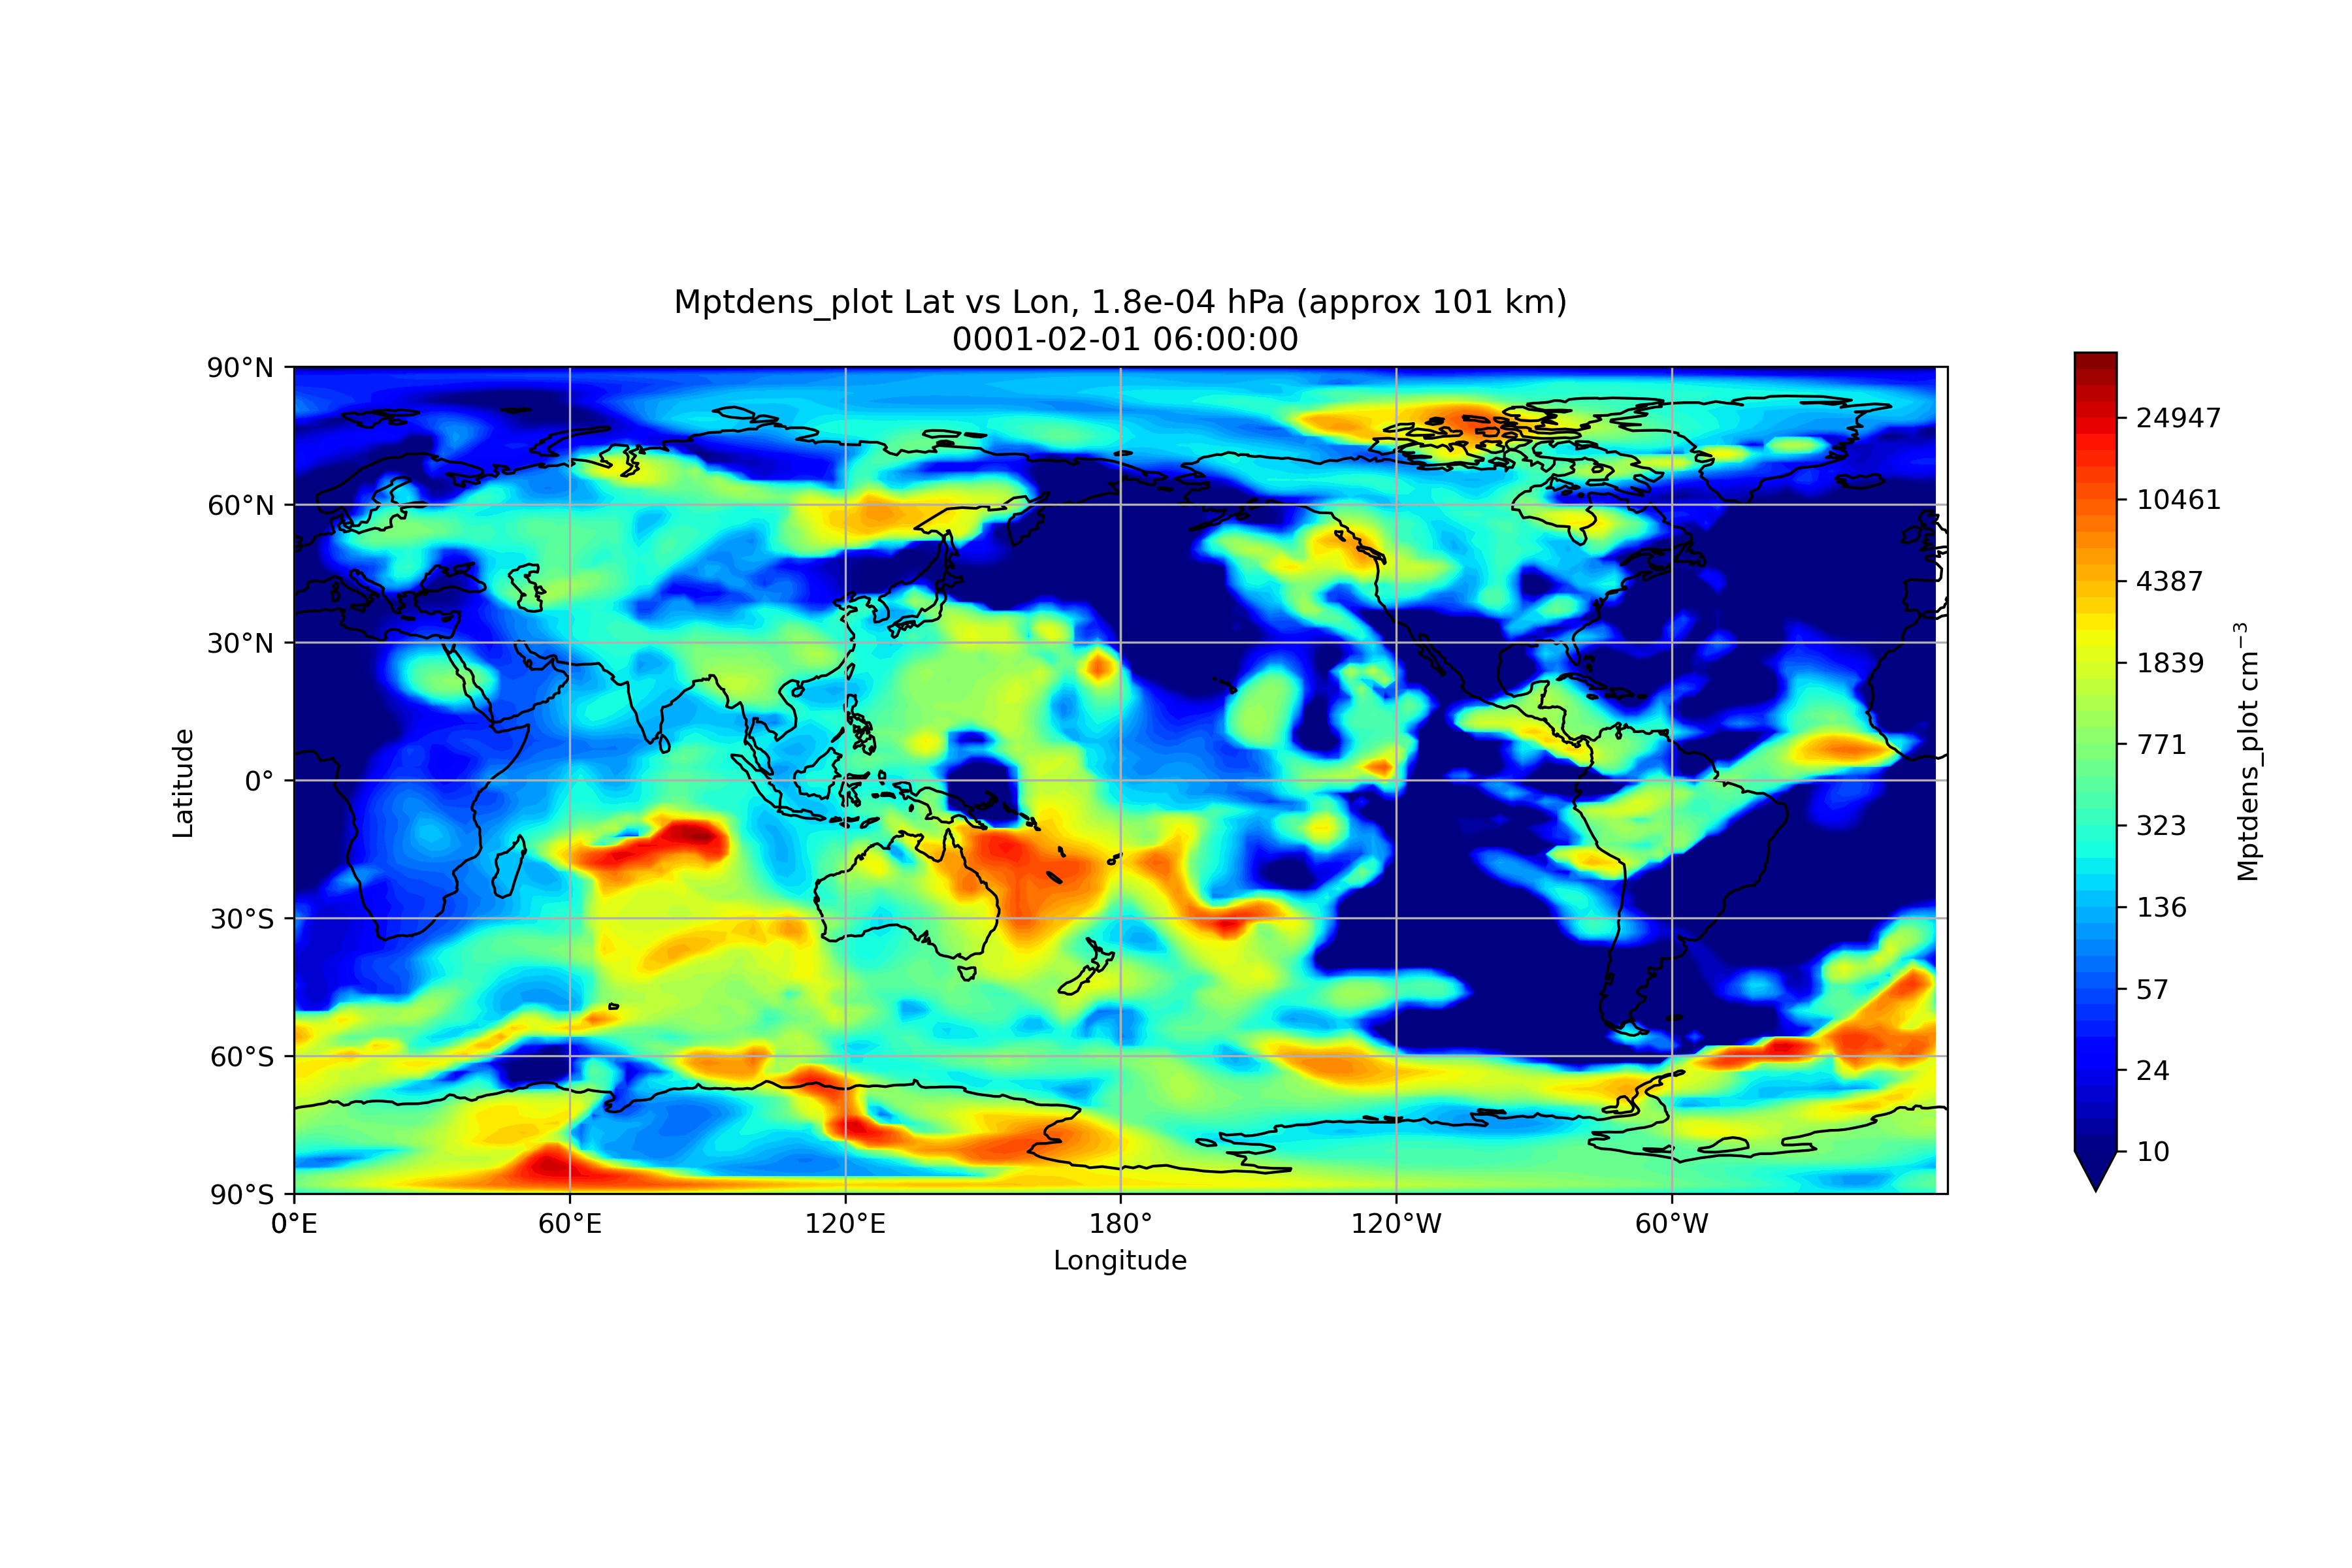 Mptdens_plot Lat vs Lon, 1.8e-04 hPa (approx 101 km)
0001-02-01 06:00:00
90°N
60°N
30°N
0°
30°S
60°S
90°S
Latitude
0°E
60°E
120°E
180°
120°W
60°W
Longitude
24947
10461
4387
1839
771
323
136
57
24
10
Mptdens_plot cm⁻³